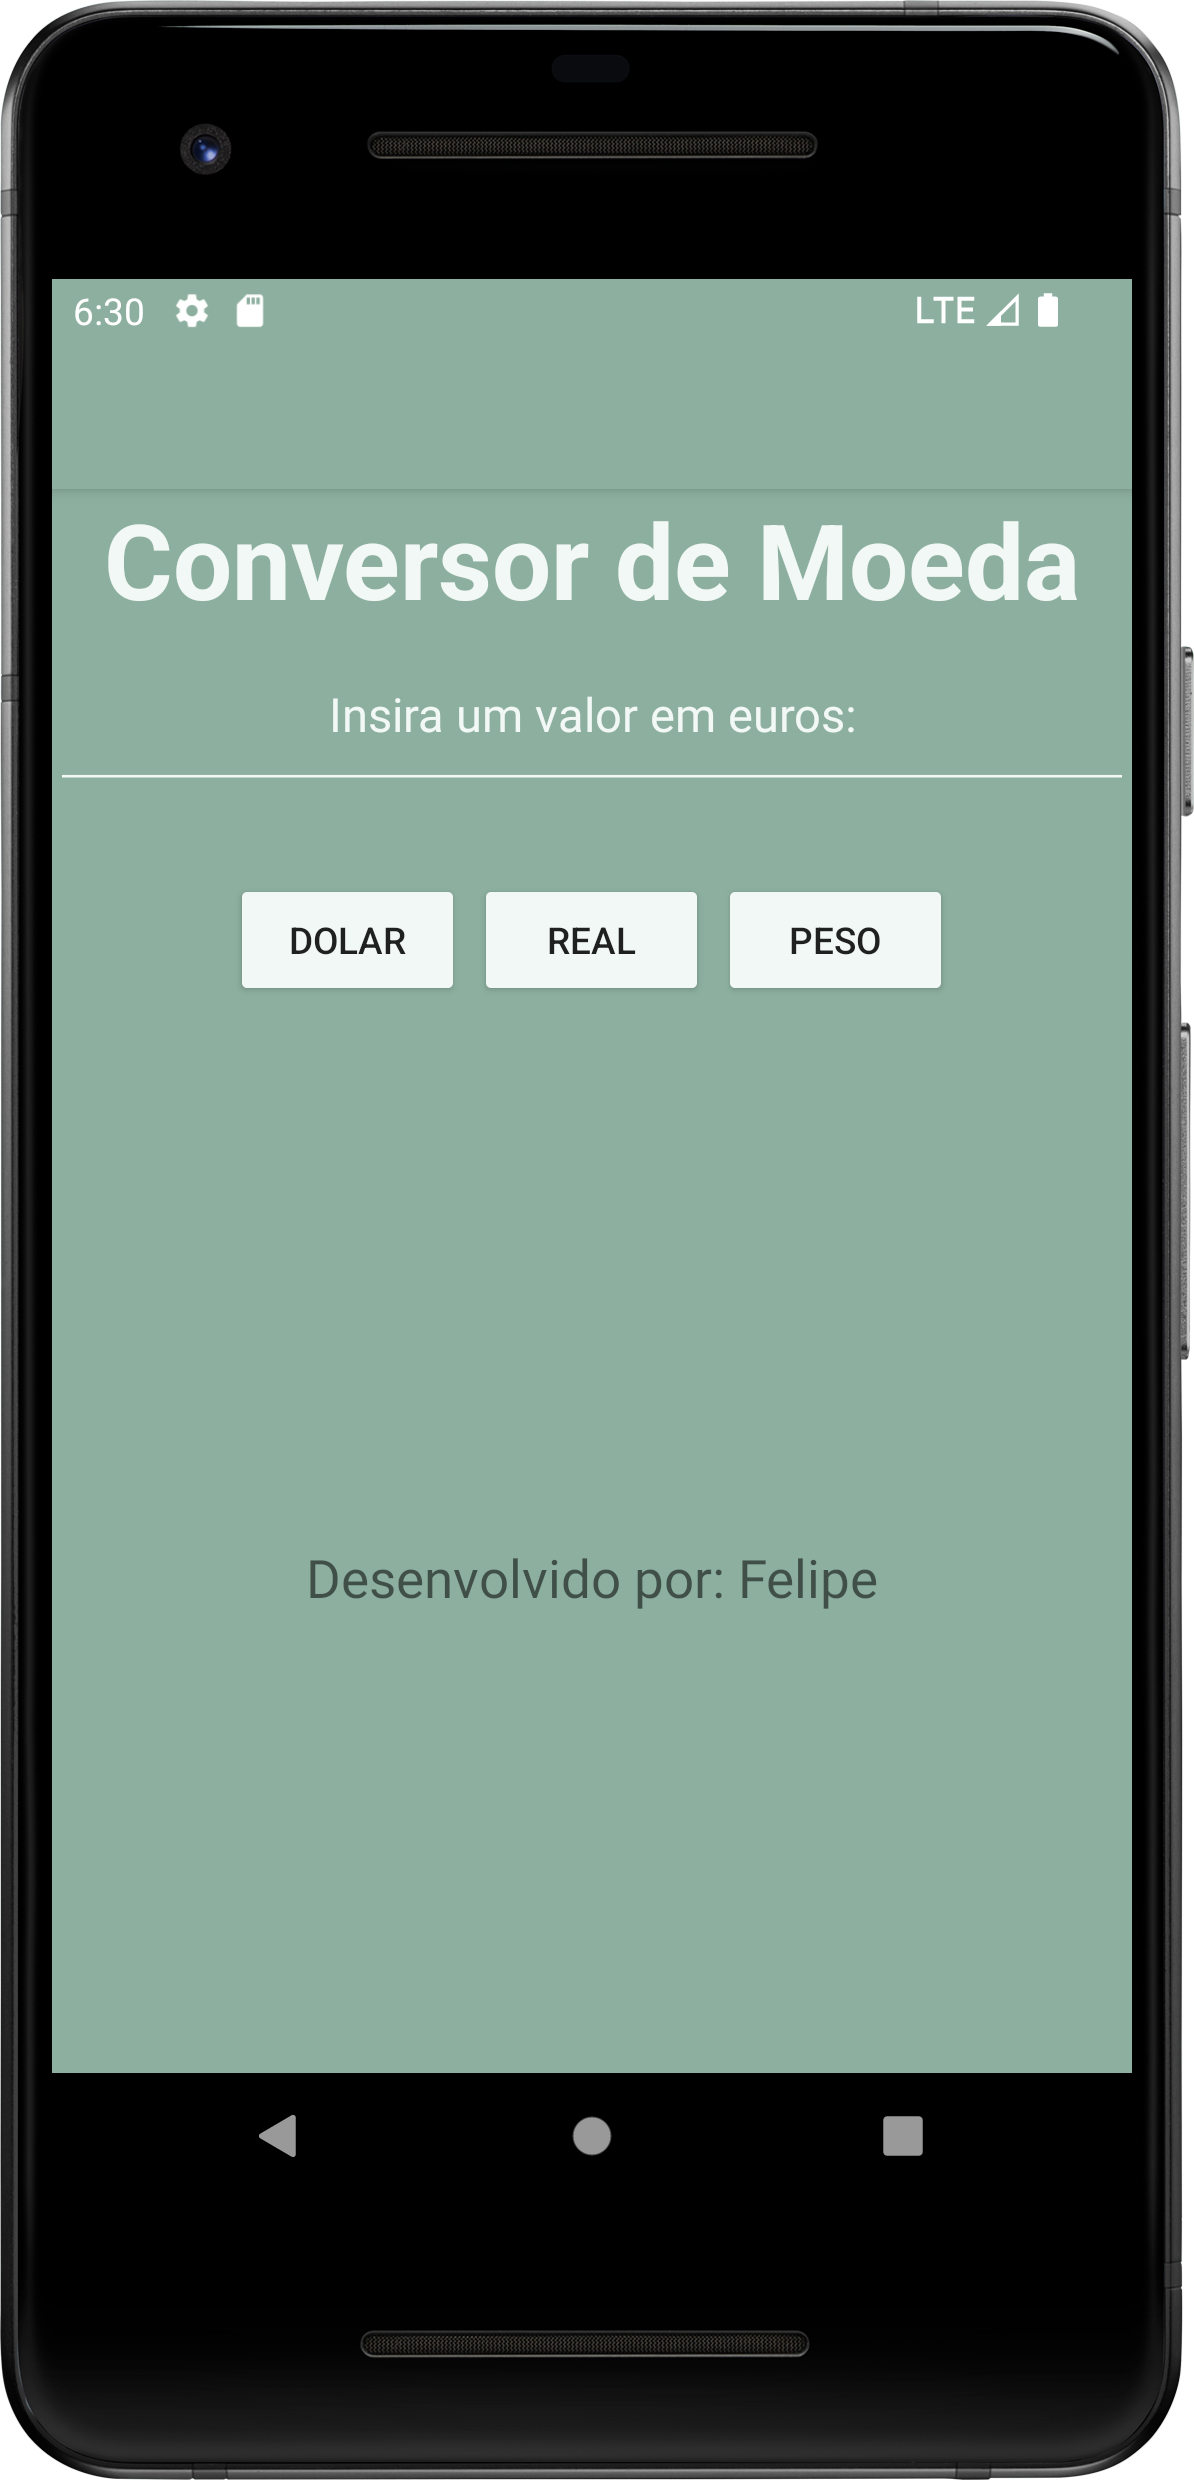 6:30 LTE
Conversor de Moeda
Insira um valor em euros:
DOLAR REAL PESO
Desenvolvido por: Felipe